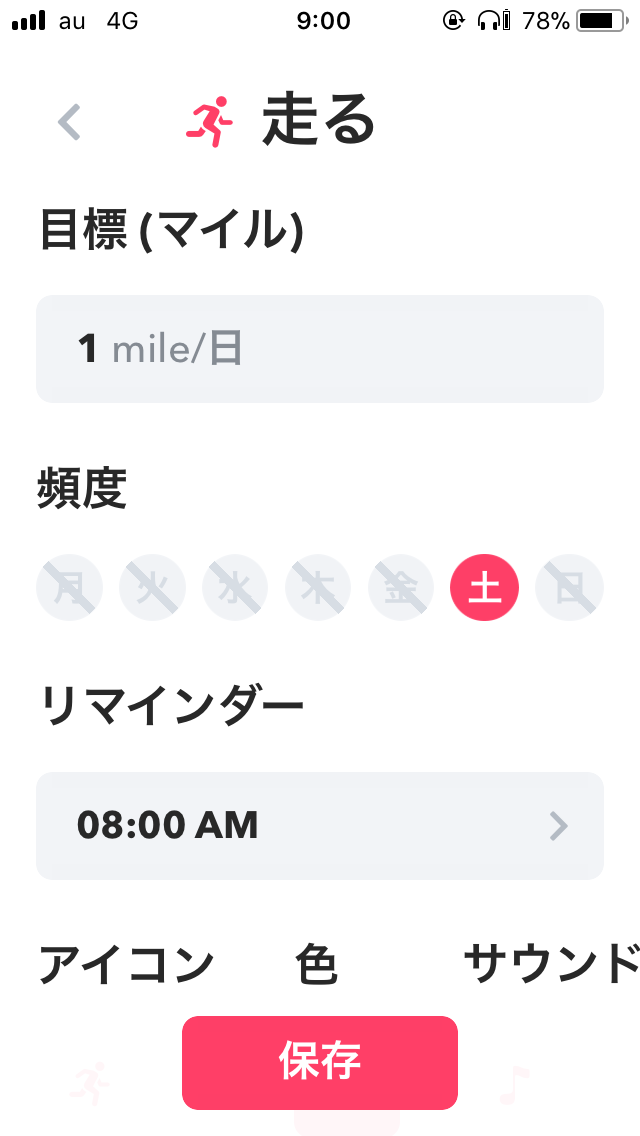 au 4G 9:00 78%
走る
目標 (マイル)
1 mile/日
頻度
月 火 水 木 金 土 日
リマインダー
08:00 AM
アイコン 色 サウンド
保存